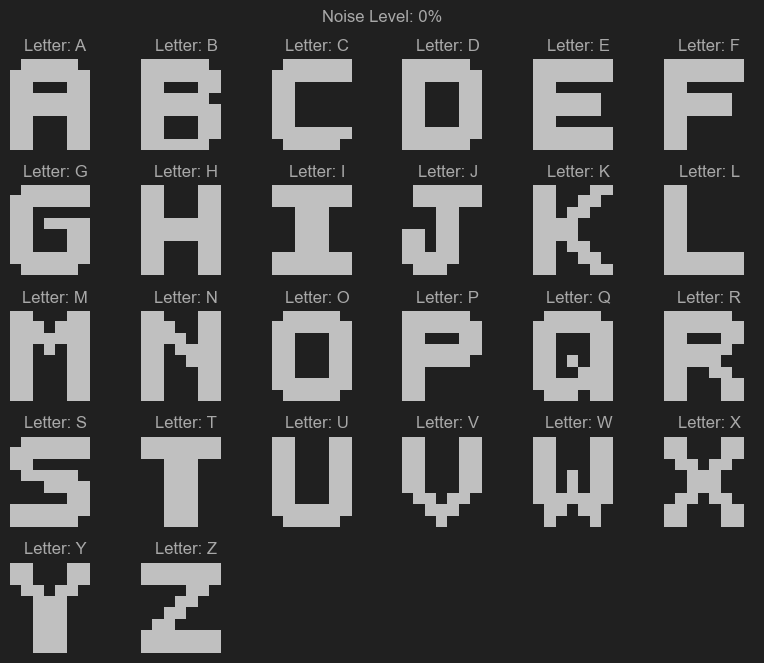 Noise Level: 0%
Letter: A Letter: B Letter: C Letter: D Letter: E Letter: F
A B C D E F
Letter: G Letter: H Letter: I Letter: J Letter: K Letter: L
G H I J K L
Letter: M Letter: N Letter: O Letter: P Letter: Q Letter: R
M N O P Q R
Letter: S Letter: T Letter: U Letter: V Letter: W Letter: X
S T U V W X
Letter: Y Letter: Z
Y Z